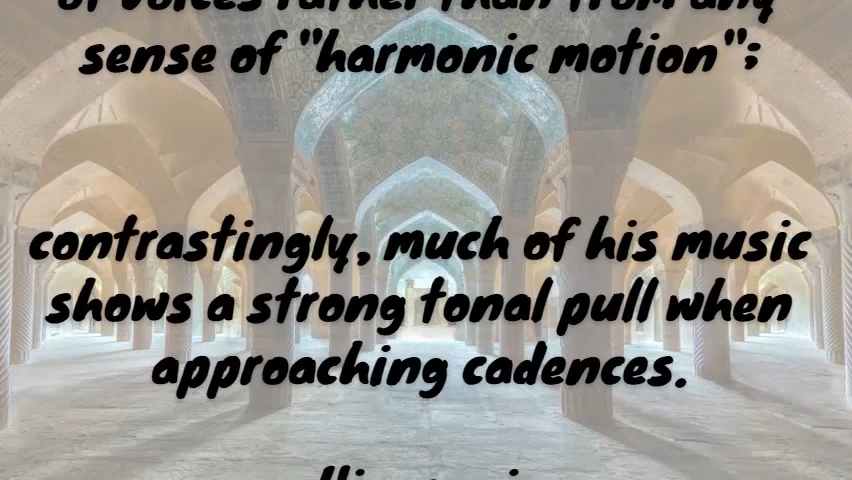 of voices rather than from any
sense of "harmonic motion";
contrastingly, much of his music
shows a strong tonal pull when
approaching cadences.